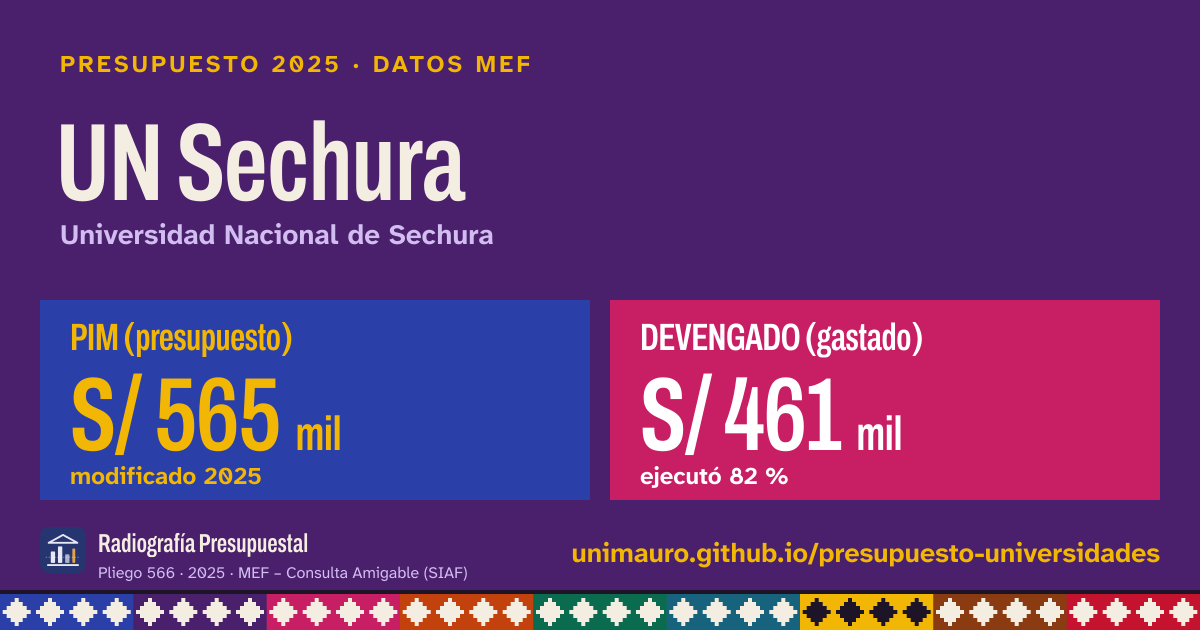 PRESUPUESTO 2025 · DATOS MEF
UN Sechura
Universidad Nacional de Sechura
PIM (presupuesto)
S/ 565 mil
modificado 2025
DEVENGADO (gastado)
S/ 461 mil
ejecutó 82 %
Radiografía Presupuestal
Pliego 566 · 2025 · MEF – Consulta Amigable (SIAF)
unimauro.github.io/presupuesto-universidades